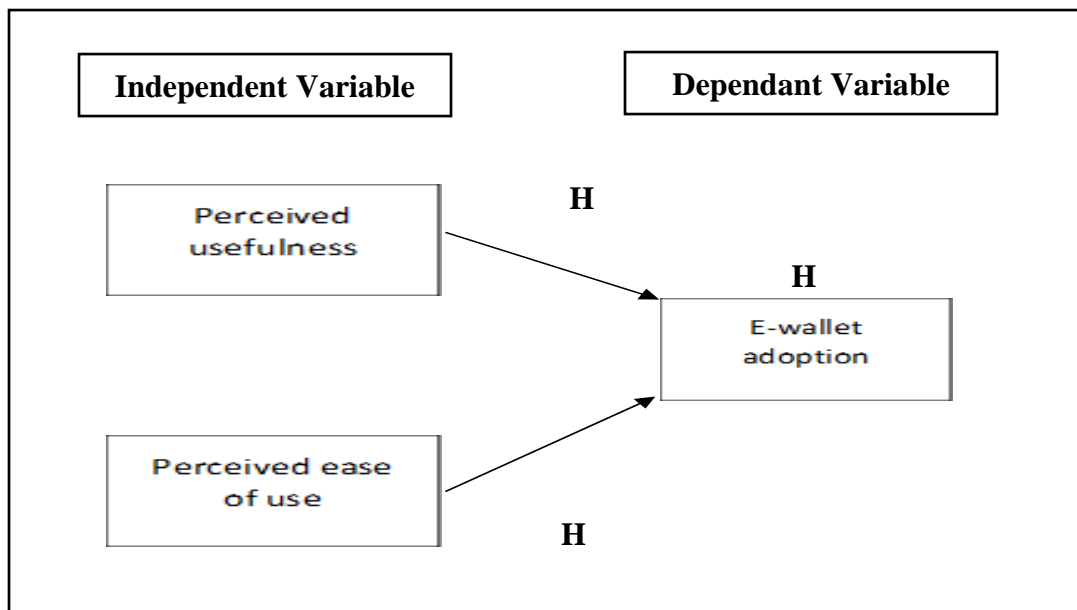 Independent Variable
Dependant Variable
Perceived
usefulness
H
H
E-wallet
adoption
Perceived ease
of use
H